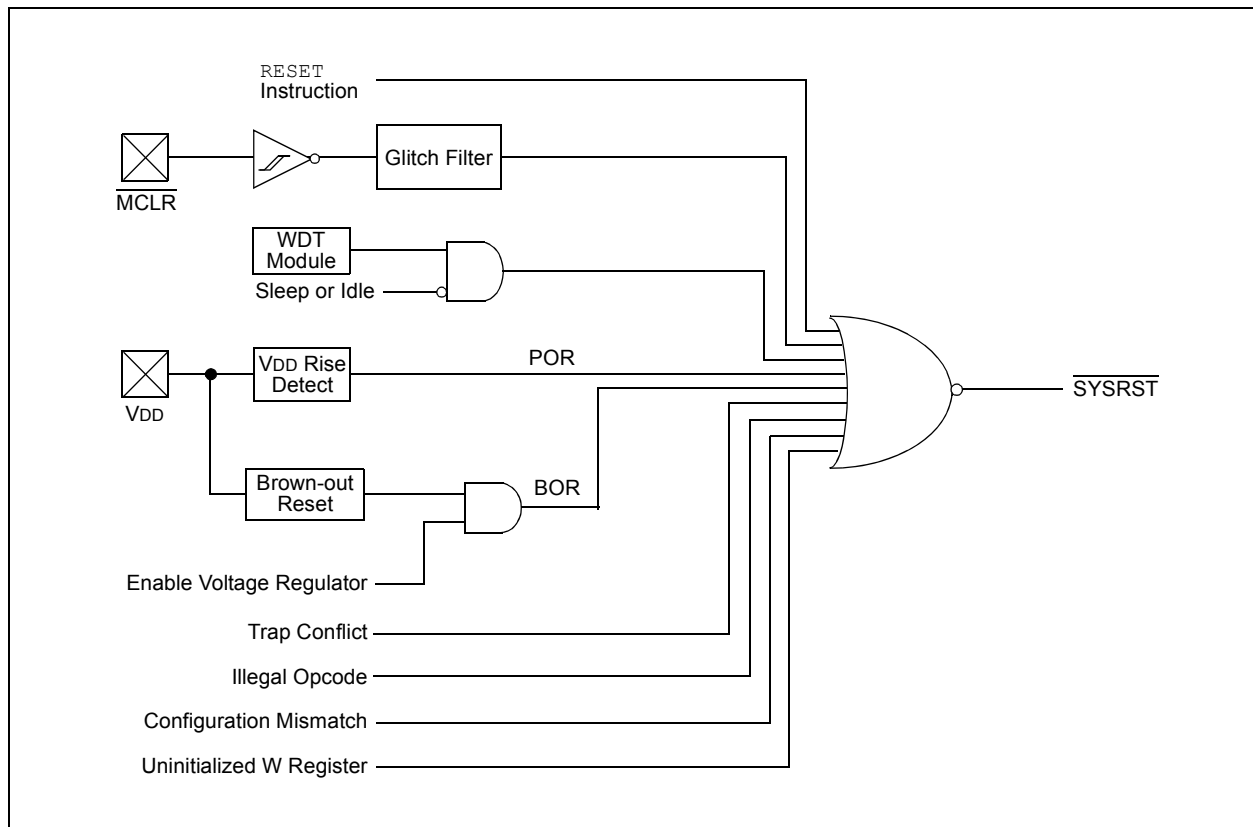 RESET
Instruction
Glitch Filter
MCLR
WDT
Module
Sleep or Idle
VDD
VDD Rise
Detect
POR
SYSRST
Brown-out
Reset
BOR
Enable Voltage Regulator
Trap Conflict
Illegal Opcode
Configuration Mismatch
Uninitialized W Register